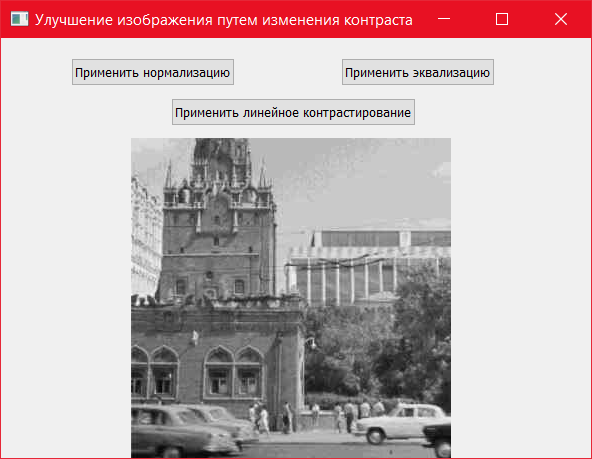 Улучшение изображения путем изменения контраста
Применить нормализацию
Применить эквализацию
Применить линейное контрастирование